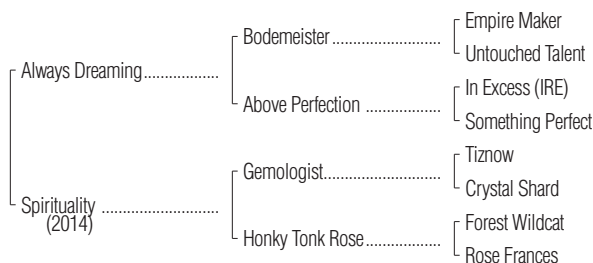 Empire Maker
Bodemeister
Untouched Talent
Always Dreaming
In Excess (IRE)
Above Perfection
Something Perfect
Tiznow
Gemologist
Crystal Shard
Spirituality
(2014)
Forest Wildcat
Honky Tonk Rose
Rose Frances